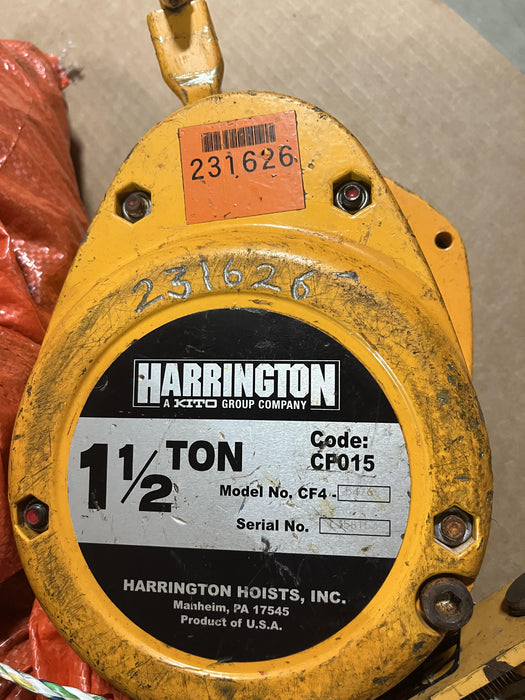 231626
231626
HARRINGTON
A KITO GROUP COMPANY
1 1/2 TON
Code:
CF015
Model No. CF4 -
Serial No.
HARRINGTON HOISTS, INC.
Manheim, PA 17545
Product of U.S.A.